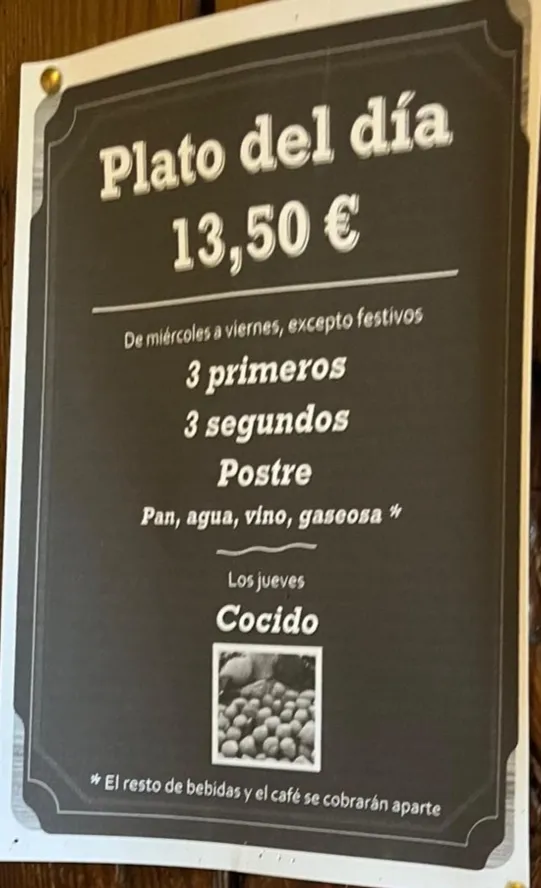 Plato del día
13,50 €
De miércoles a viernes, excepto festivos
3 primeros
3 segundos
Postre
Pan, agua, vino, gaseosa *
Los jueves
Cocido
* El resto de bebidas y el café se cobrarán aparte